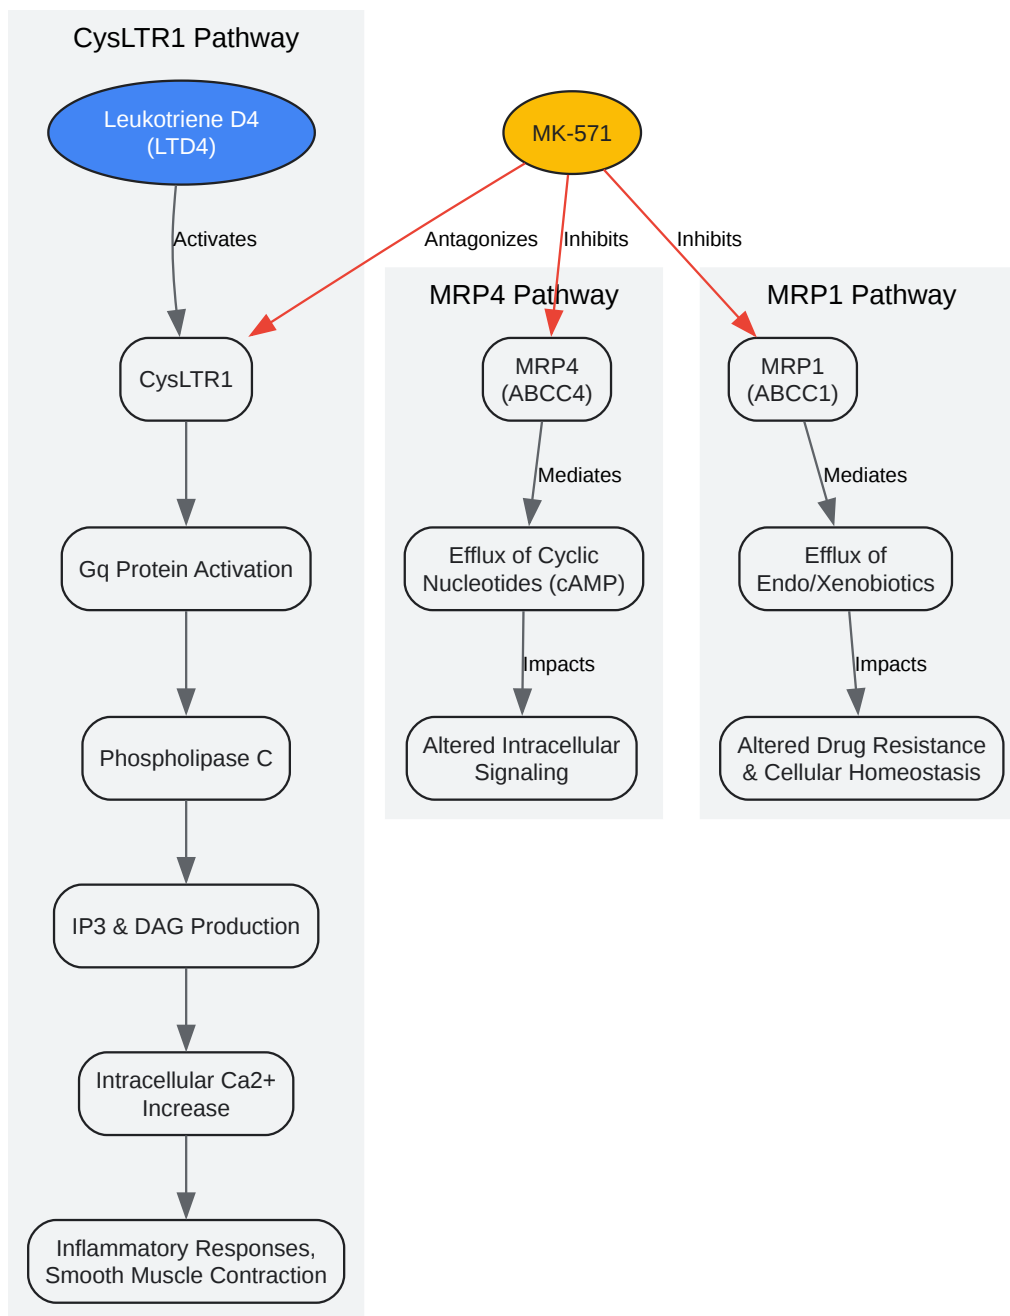 CysLTR1 Pathway
Leukotriene D4
(LTD4)
MK-571
Activates
Antagonizes
Inhibits
Inhibits
MRP4 Pathway
MRP1 Pathway
CysLTR1
MRP4
(ABCC4)
MRP1
(ABCC1)
Mediates
Mediates
Gq Protein Activation
Efflux of Cyclic
Nucleotides (cAMP)
Efflux of
Endo/Xenobiotics
Impacts
Impacts
Phospholipase C
Altered Intracellular
Signaling
Altered Drug Resistance
& Cellular Homeostasis
IP3 & DAG Production
Intracellular Ca2+
Increase
Inflammatory Responses,
Smooth Muscle Contraction